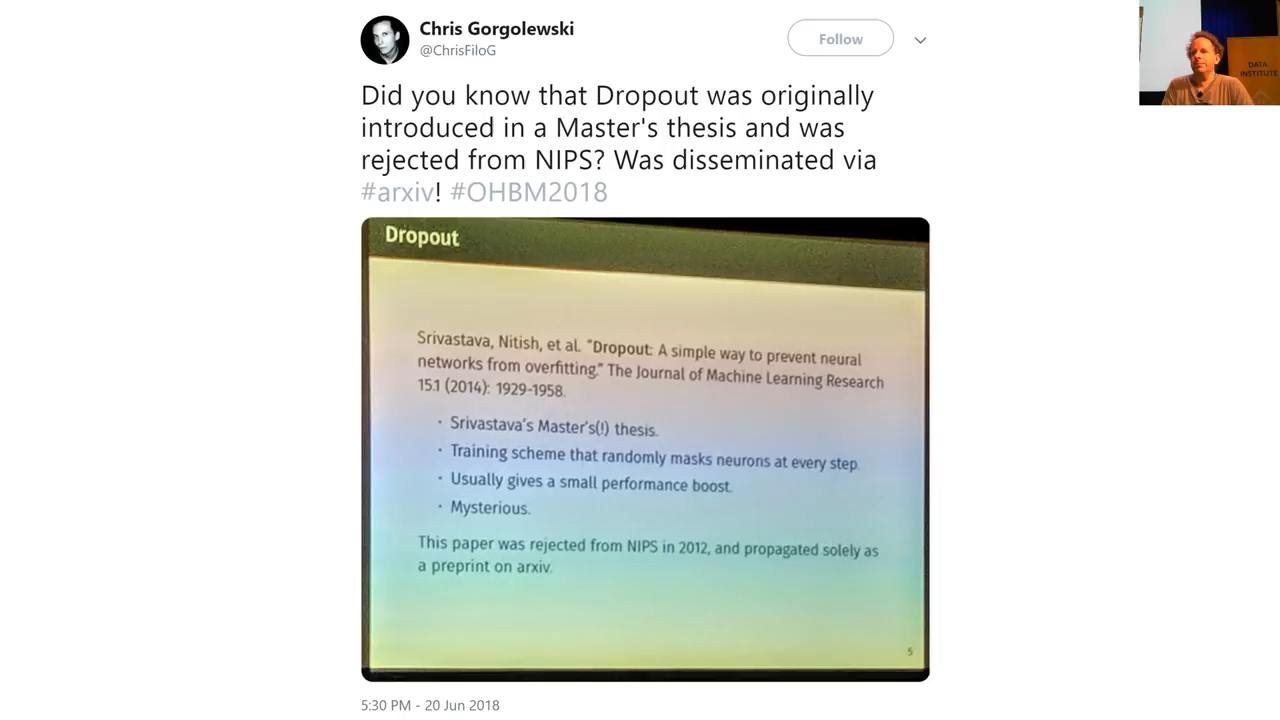 Chris Gorgolewski
@ChrisFiloG
Follow
DATA
INSTITUTE
Did you know that Dropout was originally
introduced in a Master's thesis and was
rejected from NIPS? Was disseminated via
#arxiv! #OHBM2018
Dropout
Srivastava, Nitish, et al. "Dropout: A simple way to prevent neural
networks from overfitting." The Journal of Machine Learning Research
15.1 (2014): 1929-1958.
· Srivastava's Master's(!) thesis.
· Training scheme that randomly masks neurons at every step.
· Usually gives a small performance boost.
· Mysterious.
This paper was rejected from NIPS in 2012, and propagated solely as
a preprint on arxiv.
5
5:30 PM - 20 Jun 2018